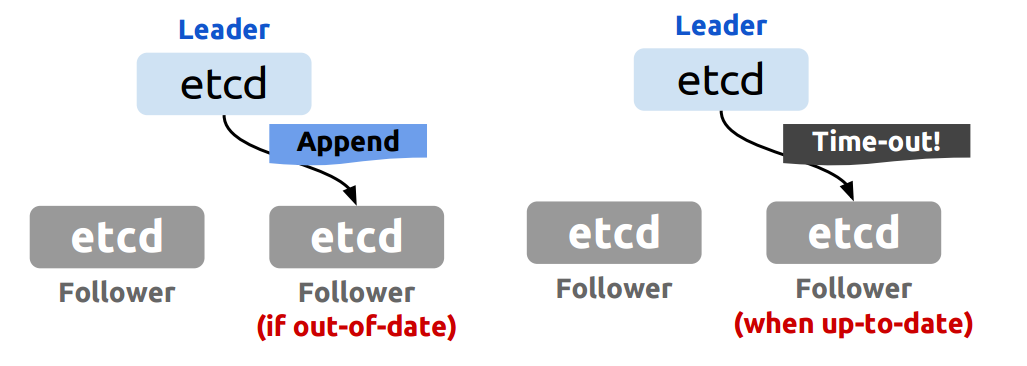 Leader
etcd
Append
etcd
etcd
Follower
Follower
(if out-of-date)
Leader
etcd
Time-out!
etcd
etcd
Follower
Follower
(when up-to-date)